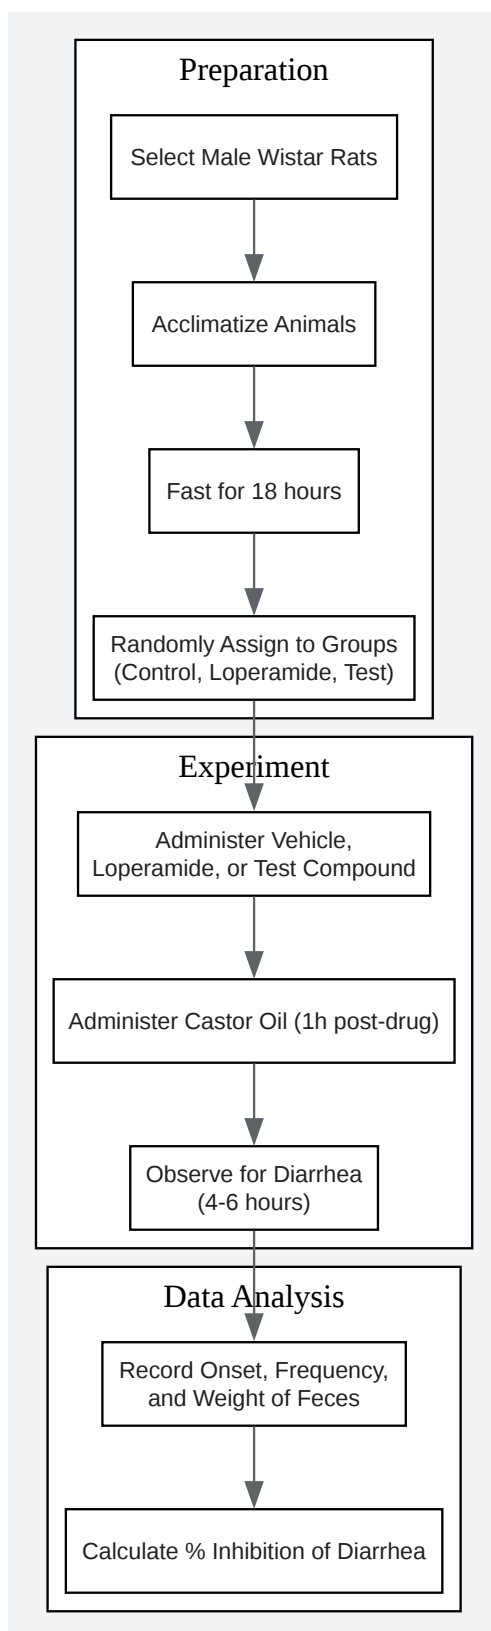 Preparation
Select Male Wistar Rats
Acclimatize Animals
Fast for 18 hours
Randomly Assign to Groups
(Control, Loperamide, Test)
Experiment
Administer Vehicle,
Loperamide, or Test Compound
Administer Castor Oil (1h post-drug)
Observe for Diarrhea
(4-6 hours)
Data Analysis
Record Onset, Frequency,
and Weight of Feces
Calculate % Inhibition of Diarrhea